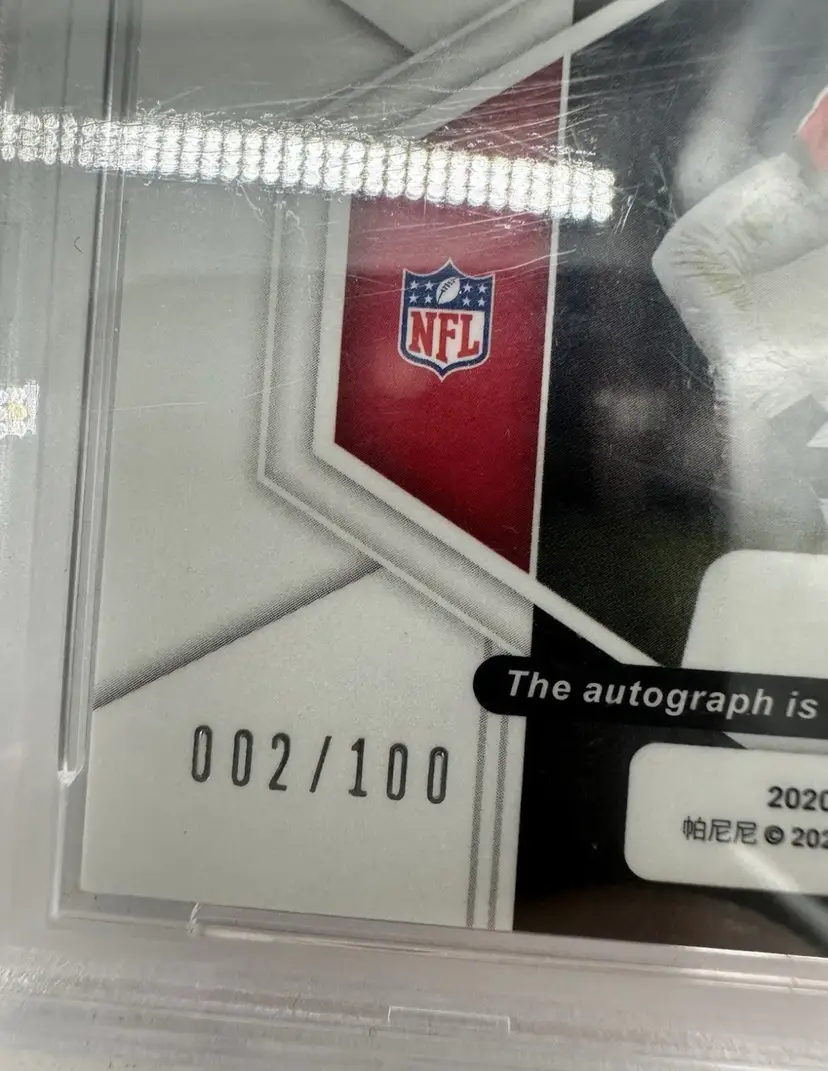 NFL
The autograph is
002/100
2020
帕尼尼 © 202